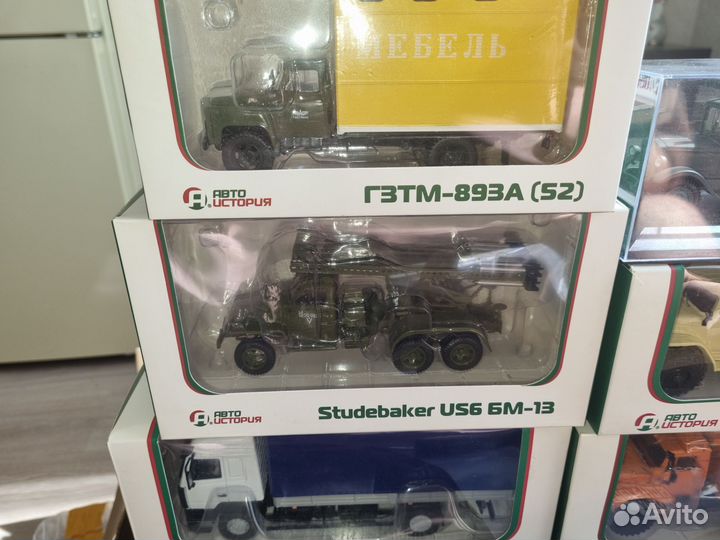 МЕБЕЛЬ
АВТО
ИСТОРИЯ
ГЗТМ-893А (52)
АВТО
ИСТОРИЯ
Studebaker US6 БМ-13
АВТО
ИСТОРИЯ
Avito